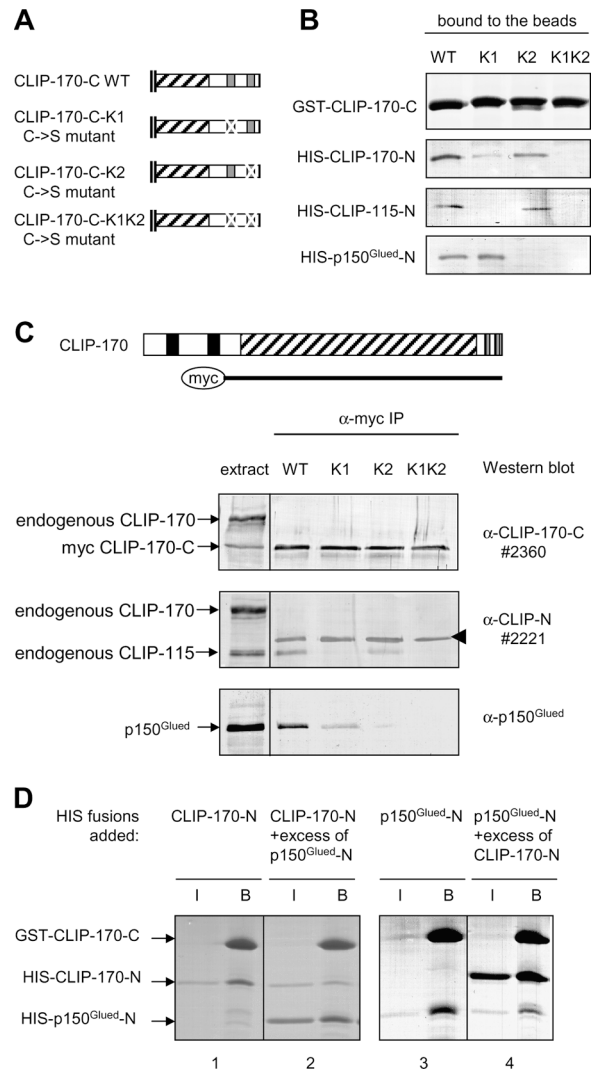 A
CLIP-170-C WT
CLIP-170-C-K1
C->S mutant
CLIP-170-C-K2
C->S mutant
CLIP-170-C-K1K2
C->S mutant
B
bound to the beads
WT K1 K2 K1K2
GST-CLIP-170-C
HIS-CLIP-170-N
HIS-CLIP-115-N
HIS-p150Glued-N
C
CLIP-170
myc
α-myc IP
extract WT K1 K2 K1K2 Western blot
endogenous CLIP-170
myc CLIP-170-C
α-CLIP-170-C
#2360
endogenous CLIP-170
endogenous CLIP-115
α-CLIP-N
#2221
p150Glued
α-p150Glued
D
HIS fusions
added:
CLIP-170-N
CLIP-170-N
+excess of
p150Glued-N
p150Glued-N
p150Glued-N
+excess of
CLIP-170-N
I B I B I B I B
GST-CLIP-170-C
HIS-CLIP-170-N
HIS-p150Glued-N
1 2 3 4